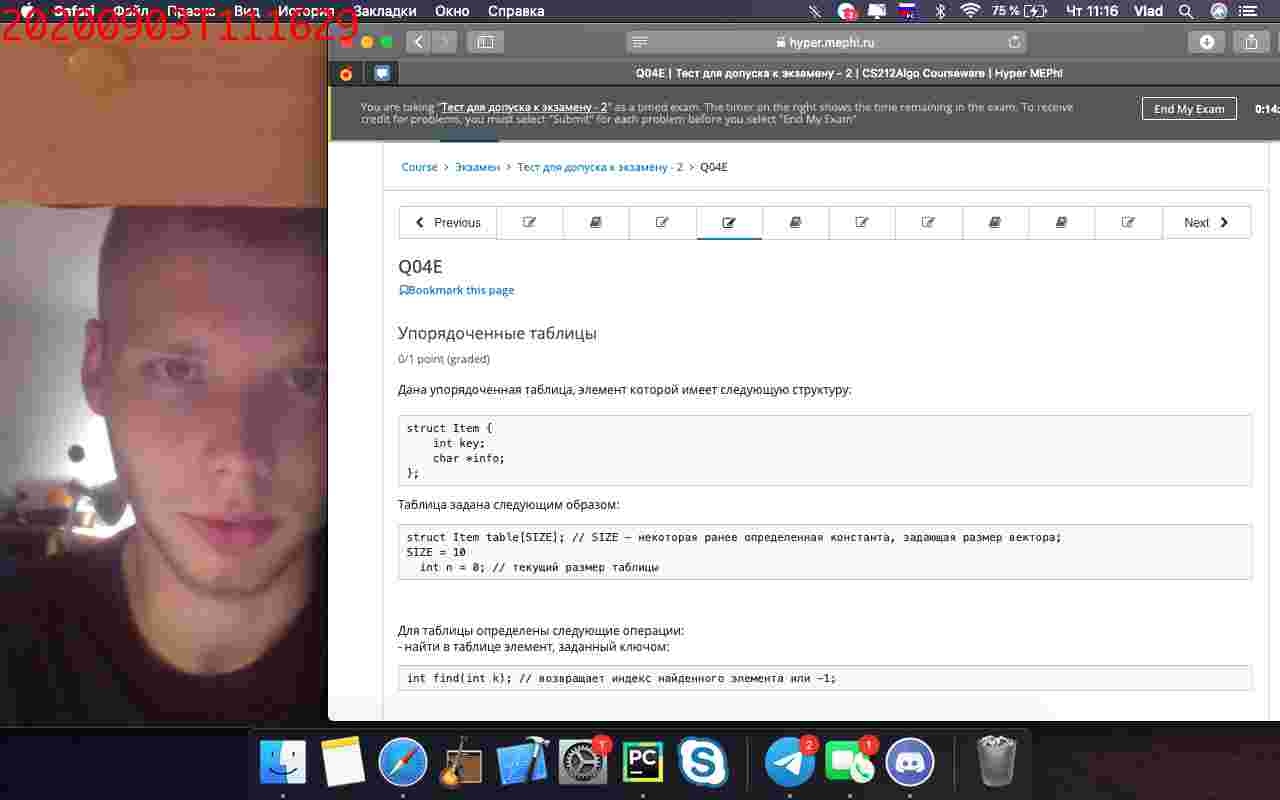 Safari Файл Правка Вид История Закладки Окно Справка 75 % Чт 11:16 Vlad
20200903T111629
hyper.mephi.ru
Q04E | Тест для допуска к экзамену – 2 | CS212Algo Courseware | Hyper MEPhI
You are taking "Тест для допуска к экзамену - 2" as a timed exam. The timer on the right shows the time remaining in the exam. To receive
credit for problems, you must select "Submit" for each problem before you select "End My Exam"
End My Exam
0:14:
Course > Экзамен > Тест для допуска к экзамену - 2 > Q04E
Previous Next
Q04E
Bookmark this page
Упорядоченные таблицы
0/1 point (graded)
Дана упорядоченная таблица, элемент которой имеет следующую структуру:
struct Item {
int key;
char *info;
};
Таблица задана следующим образом:
struct Item table[SIZE]; // SIZE – некоторая ранее определенная константа, задающая размер вектора;
SIZE = 10
int n = 0; // текущий размер таблицы
Для таблицы определены следующие операции:
- найти в таблице элемент, заданный ключом:
int find(int k); // возвращает индекс найденного элемента или -1;
PC
1
2
1